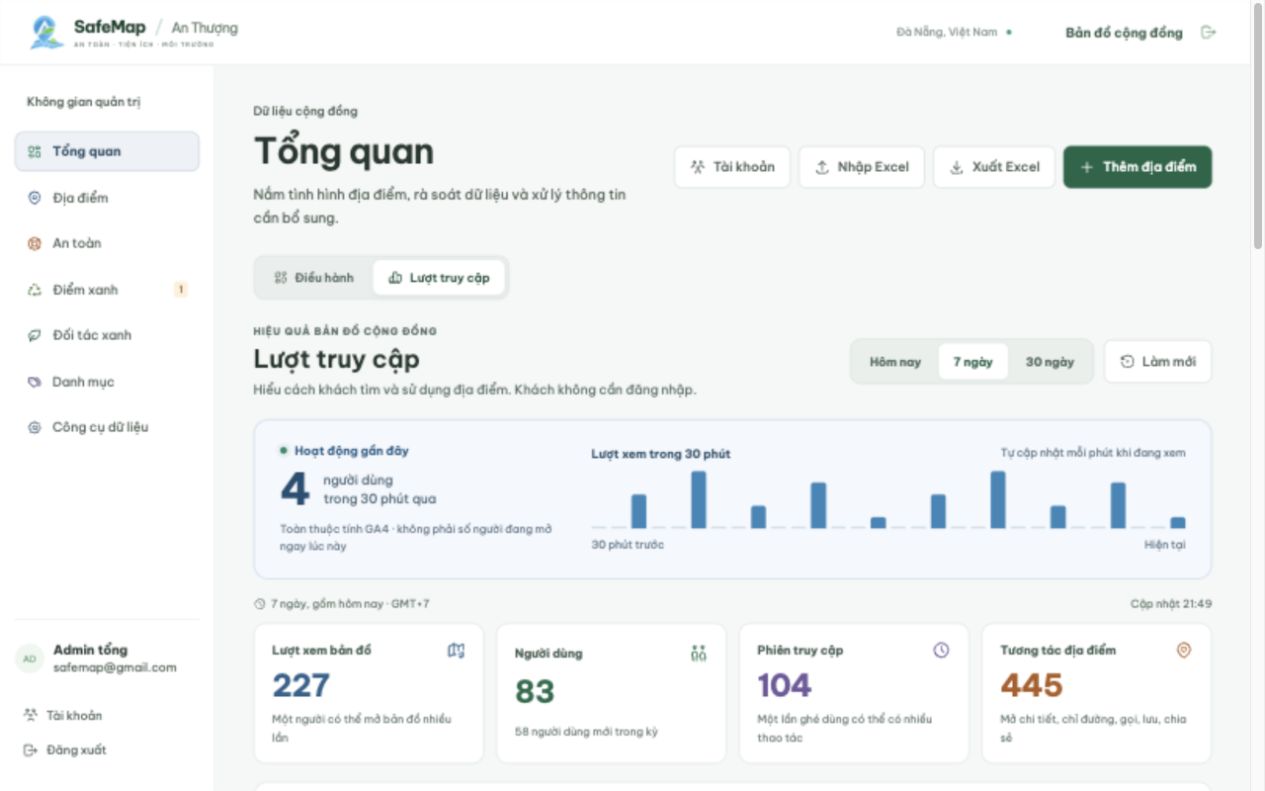 SafeMap / An Thượng
AN TOÀN · TIỆN ÍCH · MÔI TRƯỜNG
Đà Nẵng, Việt Nam
Bản đồ cộng đồng
Không gian quản trị
Tổng quan
Địa điểm
An toàn
Điểm xanh
1
Đối tác xanh
Danh mục
Công cụ dữ liệu
AD
Admin tổng
safemap@gmail.com
Tài khoản
Đăng xuất
Dữ liệu cộng đồng
Tổng quan
Nắm tình hình địa điểm, rà soát dữ liệu và xử lý thông tin
cần bổ sung.
Tài khoản
Nhập Excel
Xuất Excel
+ Thêm địa điểm
Điều hành
Lượt truy cập
HIỆU QUẢ BẢN ĐỒ CỘNG ĐỒNG
Lượt truy cập
Hiểu cách khách tìm và sử dụng địa điểm. Khách không cần đăng nhập.
Hôm nay
7 ngày
30 ngày
Làm mới
Hoạt động gần đây
4
người dùng
trong 30 phút qua
Toàn thuộc tính GA4 · không phải số người đang mở
ngay lúc này
Lượt xem trong 30 phút
Tự cập nhật mỗi phút khi đang xem
30 phút trước
Hiện tại
7 ngày, gồm hôm nay · GMT+7
Cập nhật 21:49
Lượt xem bản đồ
227
Một người có thể mở bản đồ nhiều
lần
Người dùng
83
58 người dùng mới trong kỳ
Phiên truy cập
104
Một lần ghé dùng có thể có nhiều
thao tác
Tương tác địa điểm
445
Mở chi tiết, chỉ đường, gọi, lưu, chia
sẻ